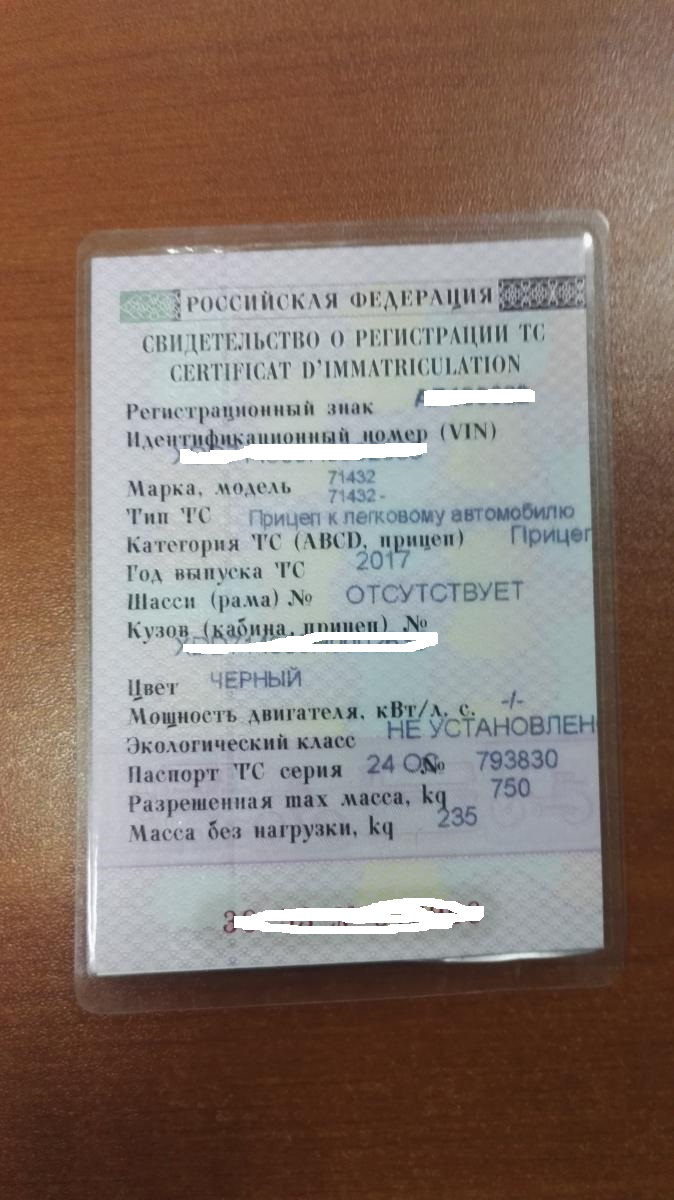 РОССИЙСКАЯ ФЕДЕРАЦИЯ
СВИДЕТЕЛЬСТВО О РЕГИСТРАЦИИ ТС
CERTIFICAT D'IMMATRICULATION
Регистрационный знак
Идентификационный номер (VIN)
71432
Марка, модель 71432 -
Тип ТС Прицеп к легковому автомобилю
Категория ТС (ABCD, прицеп) Прицеп
Год выпуска ТС 2017
Шасси (рама) № ОТСУТСТВУЕТ
Кузов (кабина, прицеп) №
Цвет ЧЕРНЫЙ
Мощность двигателя, кВт/л. с. -/-
Экологический класс НЕ УСТАНОВЛЕН
Паспорт ТС серия 24 ОС № 793830
Разрешенная max масса, kg 750
Масса без нагрузки, kg 235